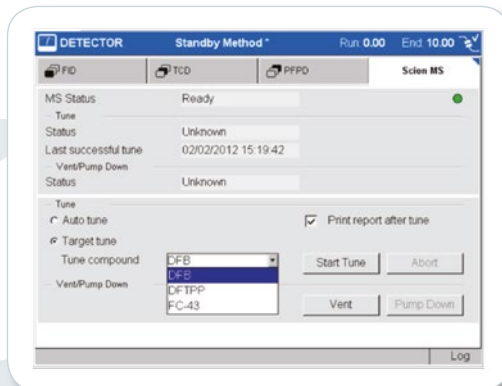 DETECTOR Standby Method * Run: 0.00 End: 10.00
FID TCD PFPD Scion MS
MS Status Ready
Tune
Status Unknown
Last successful tune 02/02/2012 15:19:42
Vent/Pump Down
Status Unknown
Tune
Auto tune Print report after tune
Target tune
Tune compound DFB Start Tune Abort
DFB
DFTPP
Vent/Pump Down
FC-43 Vent Pump Down
Log